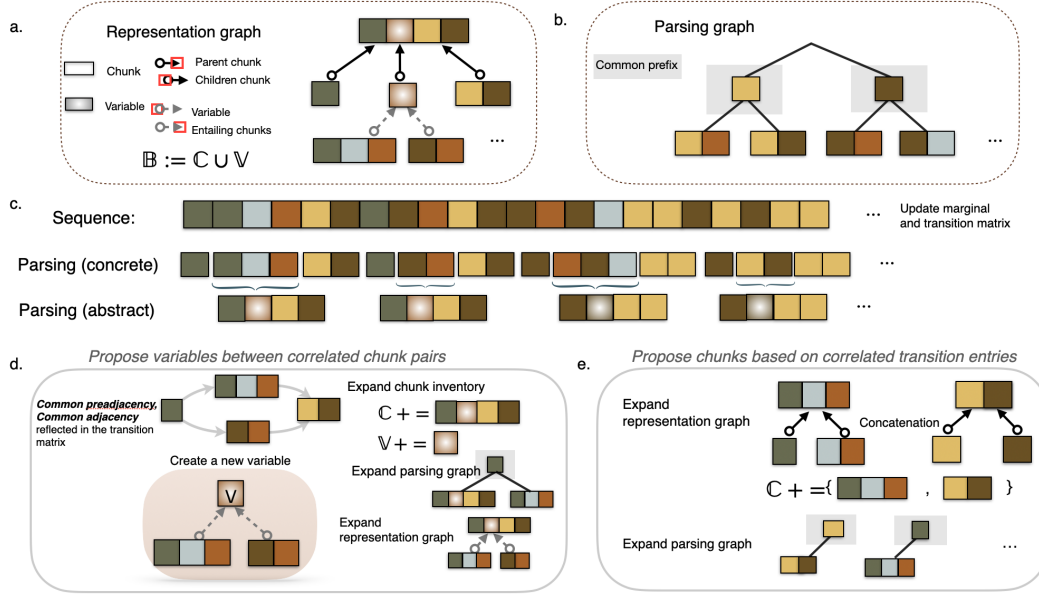 a.
Representation graph
Chunk
Parent chunk
Children chunk
Variable
Variable
Entailing chunks
𝔹 := ℂ ∪ 𝕍
...
b.
Parsing graph
Common prefix
...
c.
Sequence:
...
Update marginal
and transition matrix
Parsing (concrete)
...
Parsing (abstract)
...
d.
Propose variables between correlated chunk pairs
Common preadjacency,
Common adjacency
reflected in the transition
matrix
Create a new variable
V
Expand chunk inventory
ℂ + =
𝕍 + =
Expand parsing graph
Expand
representation graph
e.
Propose chunks based on correlated transition entries
Expand
representation graph
Concatenation
ℂ + ={ , }
Expand parsing graph
...